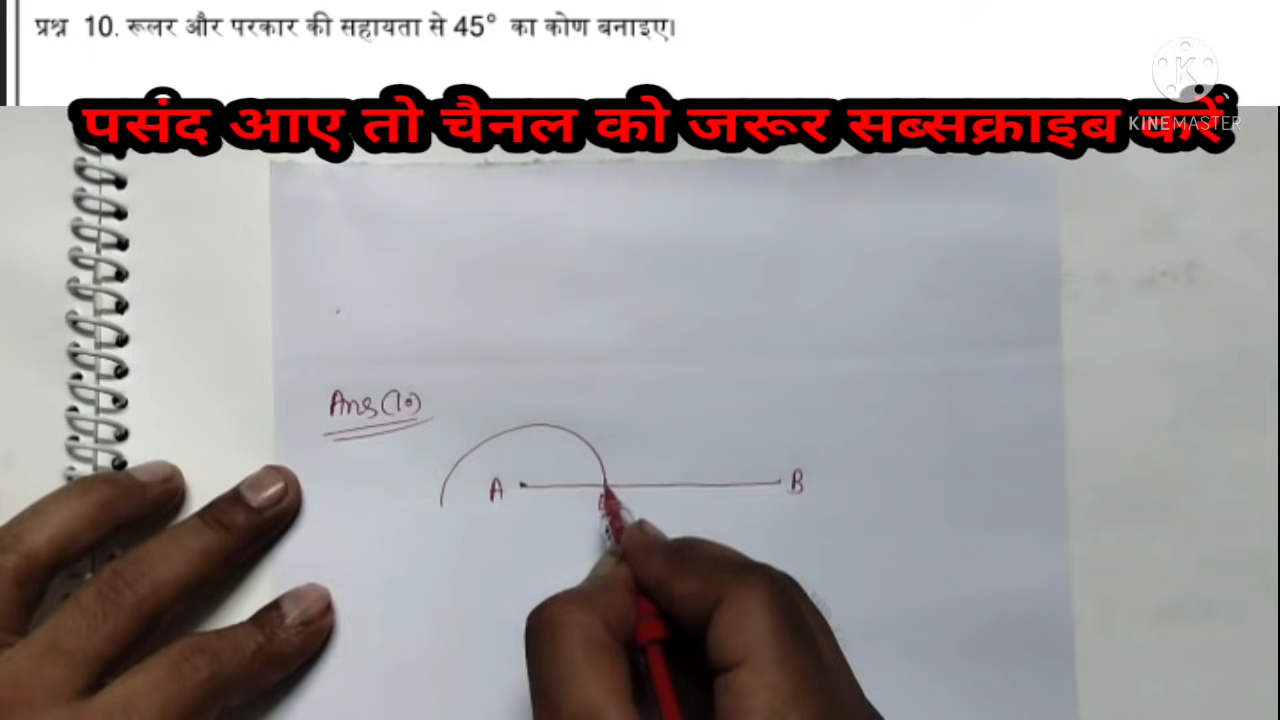 प्रश्न 10. रूलर और परकार की सहायता से 45° का कोण बनाइए।
K
KINEMASTER
पसंद आए तो चैनल को जरूर सब्सक्राइब करें
Ans (10)
A
B